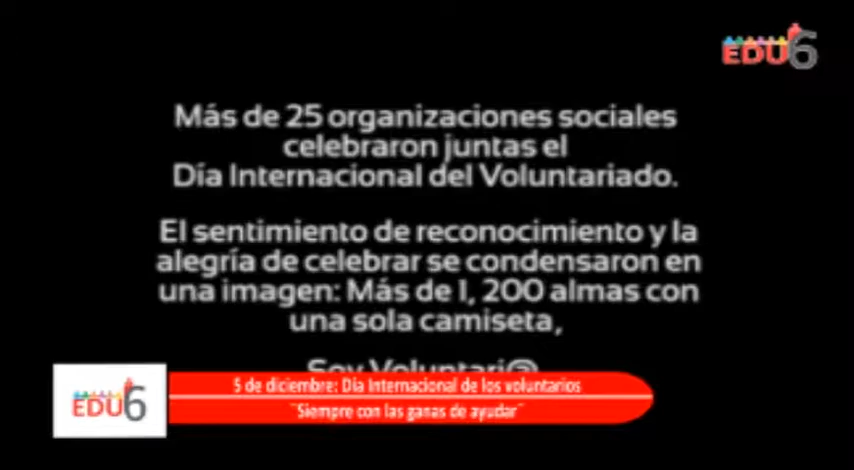 EDU6
Más de 25 organizaciones sociales
celebraron juntas el
Día Internacional del Voluntariado.
El sentimiento de reconocimiento y la
alegría de celebrar se condensaron en
una imagen: Más de 1, 200 almas con
una sola camiseta,
Soy Voluntari@
5 de diciembre: Día Internacional de los voluntarios
EDU6
¨Siempre con las ganas de ayudar¨